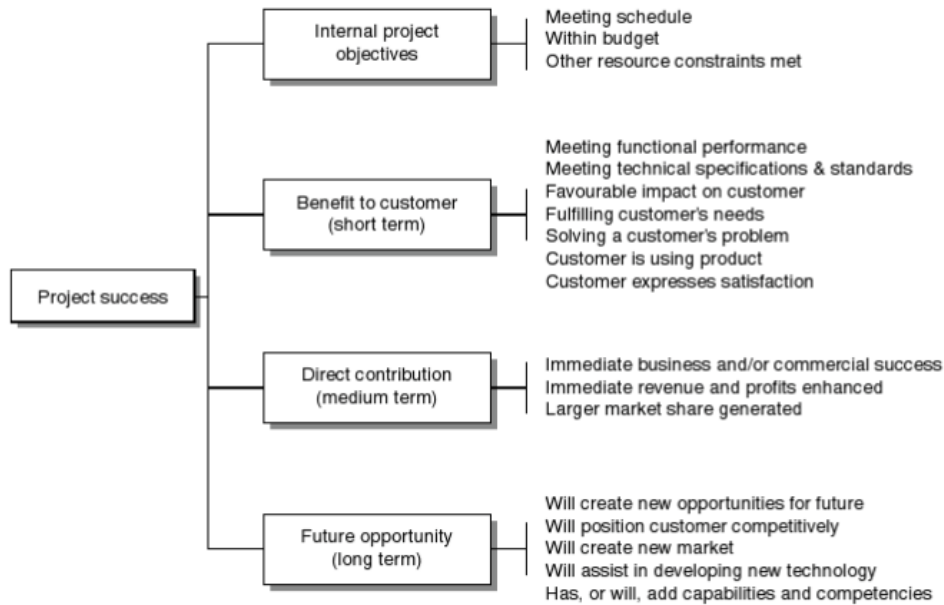 Project success
Internal project
objectives
Meeting schedule
Within budget
Other resource constraints met
Benefit to customer
(short term)
Meeting functional performance
Meeting technical specifications & standards
Favourable impact on customer
Fulfilling customer's needs
Solving a customer's problem
Customer is using product
Customer expresses satisfaction
Direct contribution
(medium term)
Immediate business and/or commercial success
Immediate revenue and profits enhanced
Larger market share generated
Future opportunity
(long term)
Will create new opportunities for future
Will position customer competitively
Will create new market
Will assist in developing new technology
Has, or will, add capabilities and competencies